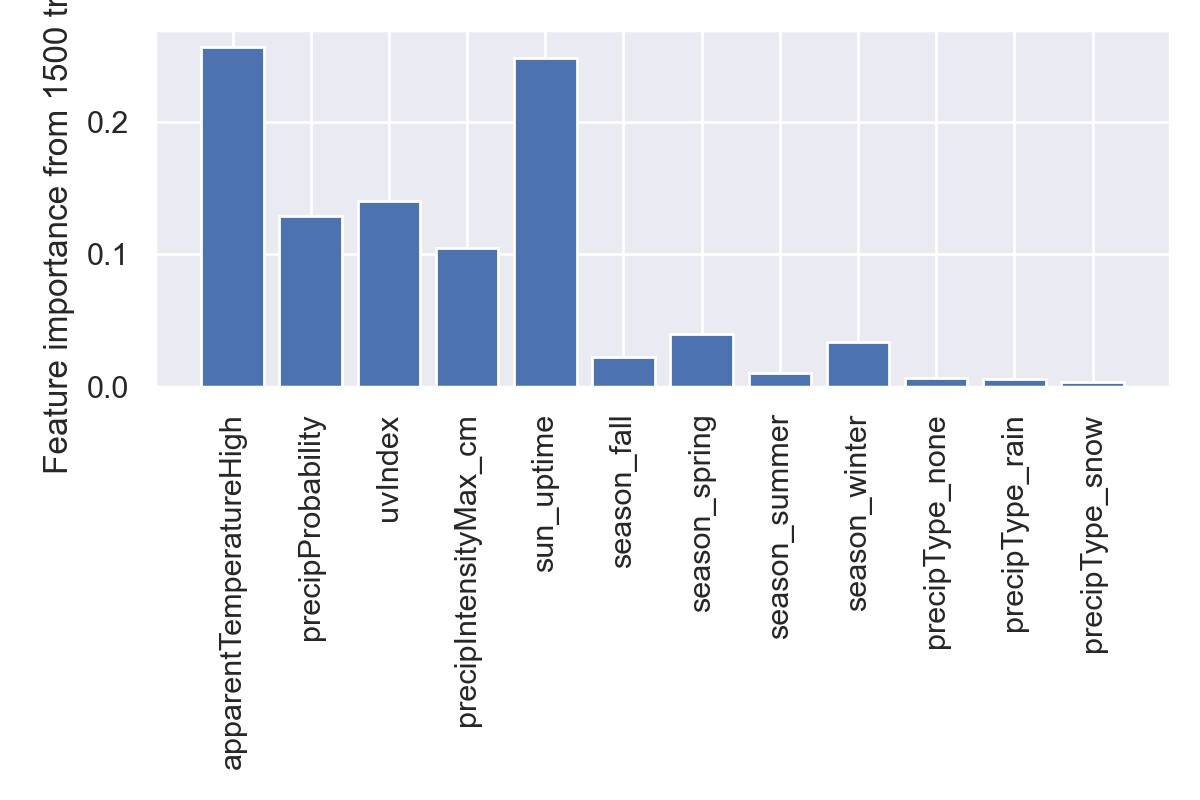 Feature importance from 1500
0.2
0.1
0.0
apparentTemperatureHigh
precipProbability
uvIndex
precipIntensityMax_cm
sun_uptime
season_fall
season_spring
season_summer
season_winter
precipType_none
precipType_rain
precipType_snow